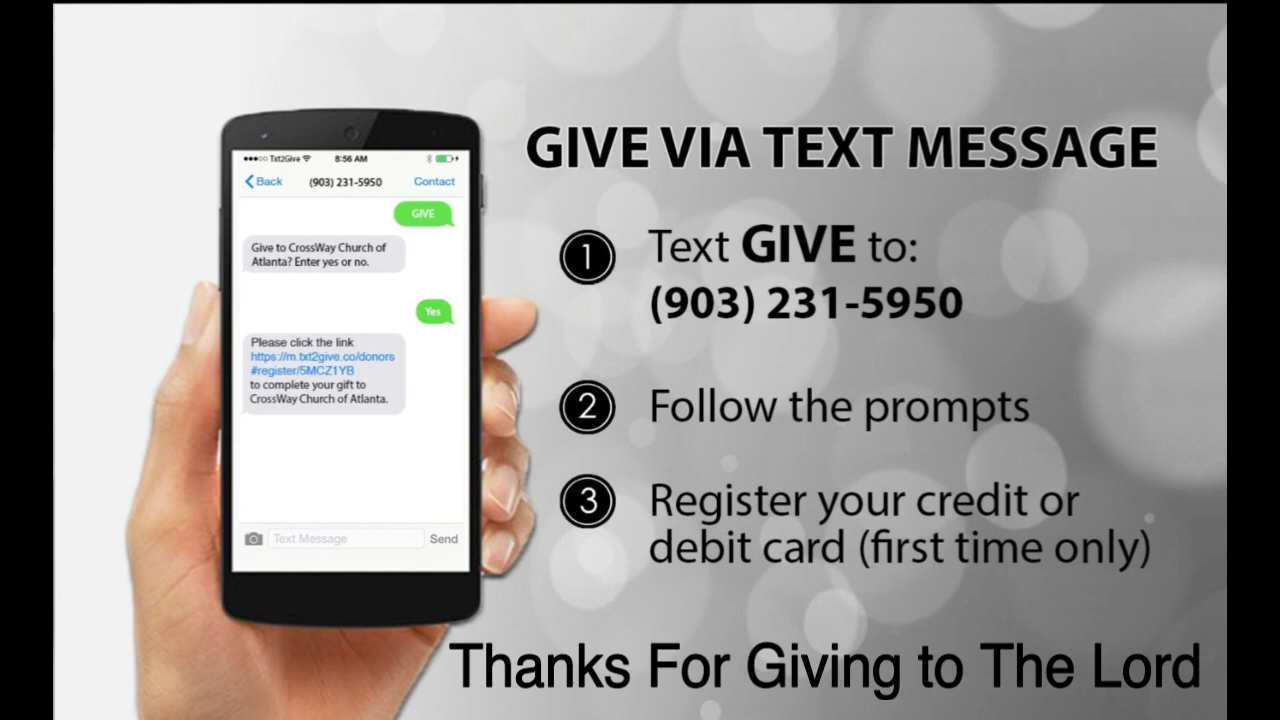 Txt2Give 8:56 AM
Back (903) 231-5950 Contact
GIVE
Give to CrossWay Church of
Atlanta? Enter yes or no.
Yes
Please click the link
https://m.txt2give.co/donors
#register/5MCZ1YB
to complete your gift to
CrossWay Church of Atlanta.
Text Message Send
GIVE VIA TEXT MESSAGE
1 Text GIVE to:
(903) 231-5950
2 Follow the prompts
3 Register your credit or
debit card (first time only)
Thanks For Giving to The Lord